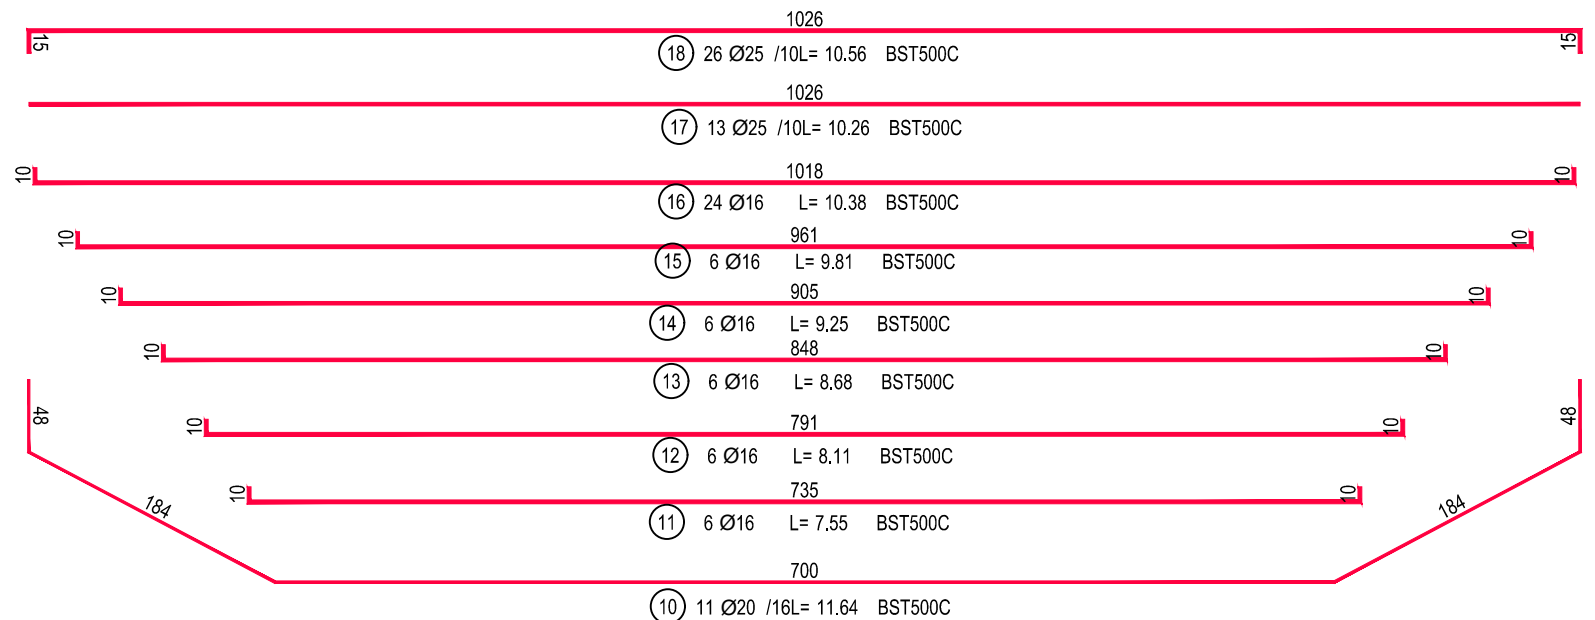 1026
15 15
18 26 Ø25 /10L= 10.56 BST500C
1026
17 13 Ø25 /10L= 10.26 BST500C
10 1018 10
16 24 Ø16 L= 10.38 BST500C
10 961 10
15 6 Ø16 L= 9.81 BST500C
10 905 10
14 6 Ø16 L= 9.25 BST500C
10 848 10
13 6 Ø16 L= 8.68 BST500C
48 48
10 791 10
12 6 Ø16 L= 8.11 BST500C
10 735 10
184 184
11 6 Ø16 L= 7.55 BST500C
700
10 11 Ø20 /16L= 11.64 BST500C